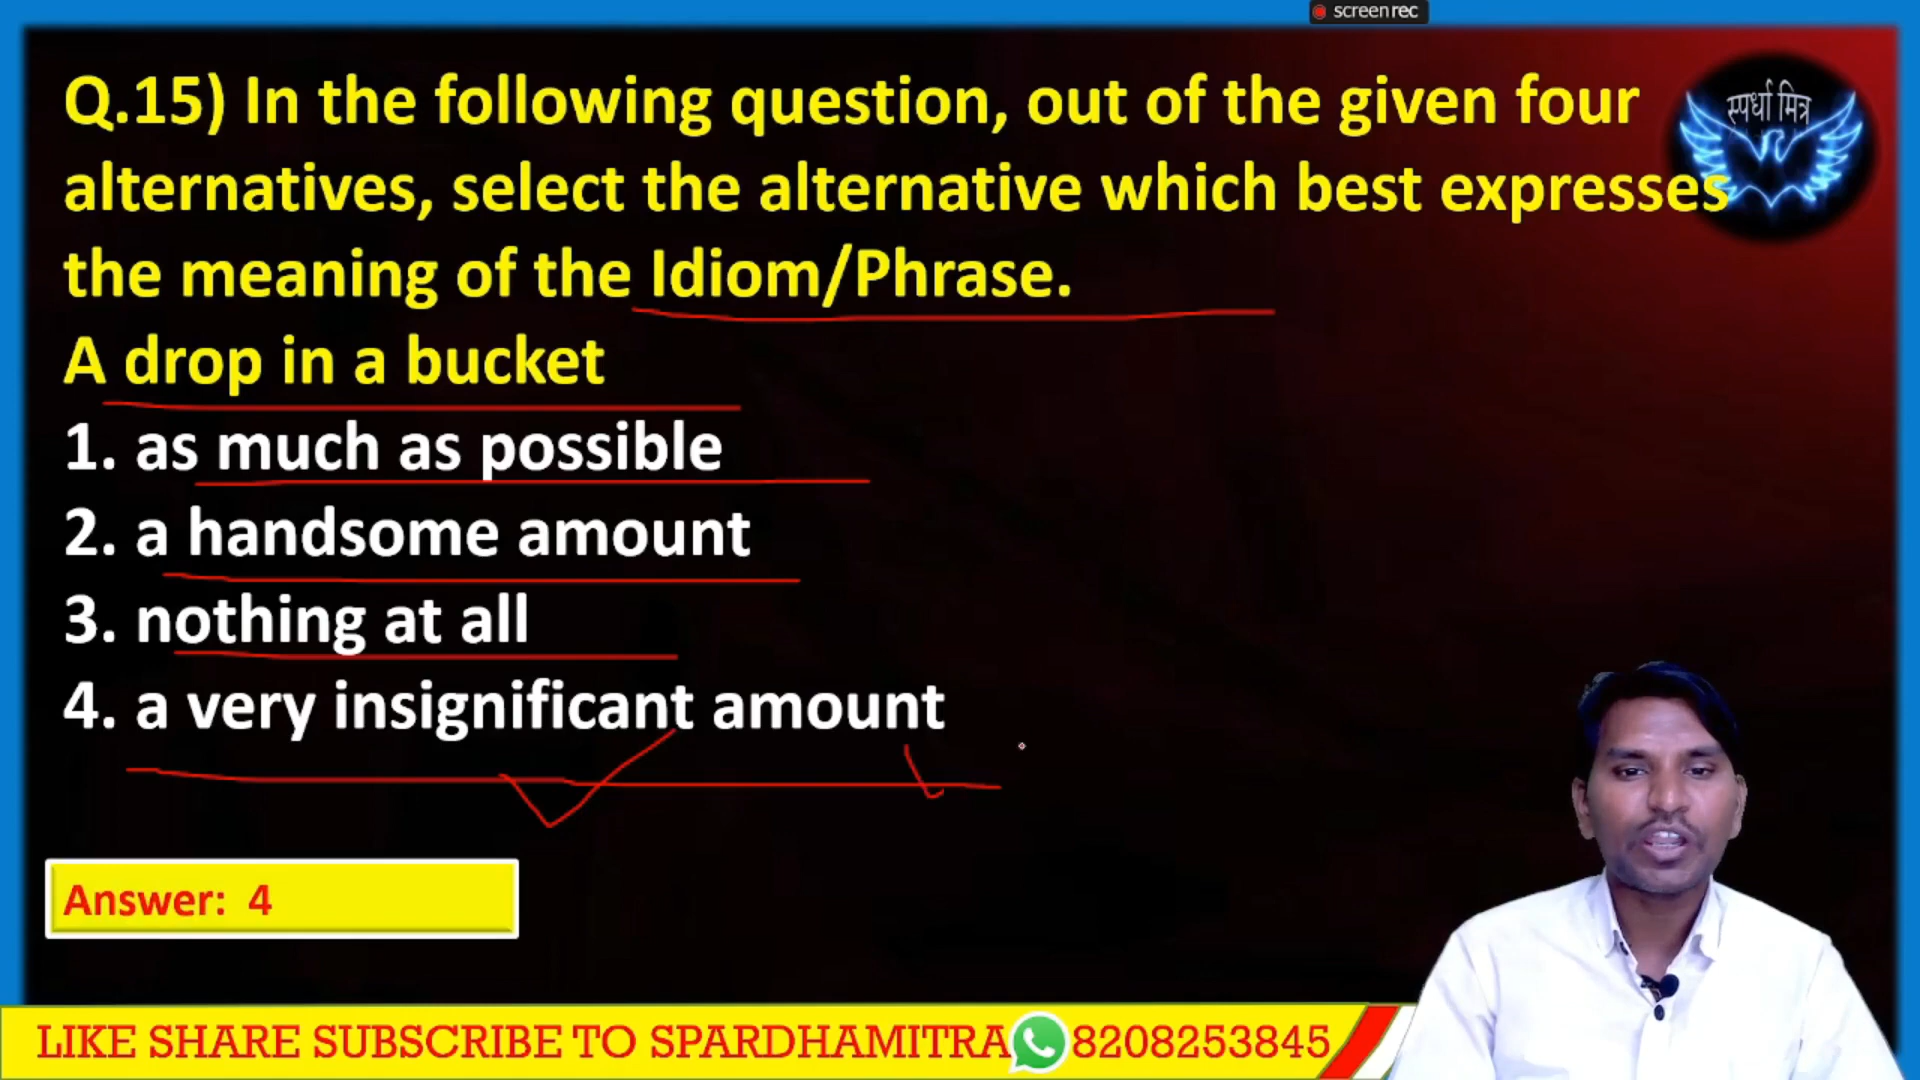 screenrec
Q.15) In the following question, out of the given four
स्पर्धा मित्र
alternatives, select the alternative which best expresses
the meaning of the Idiom/Phrase.
A drop in a bucket
1. as much as possible
2. a handsome amount
3. nothing at all
4. a very insignificant amount
Answer: 4
LIKE SHARE SUBSCRIBE TO SPARDHAMITRA 8208253845